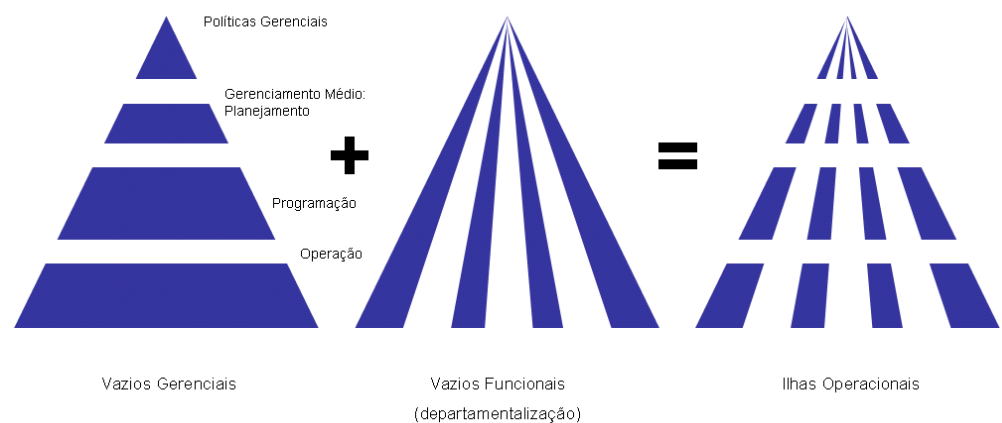 Políticas Gerenciais
Gerenciamento Médio:
Planejamento
Programação
Operação
Vazios Gerenciais
Vazios Funcionais
(departamentalização)
Ilhas Operacionais